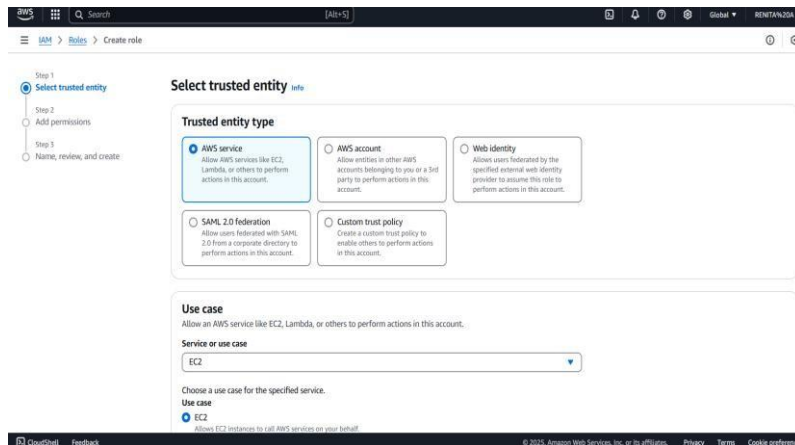 aws
Search
[Alt+S]
Global ▼
RENITA%20A
IAM > Roles > Create role
Step 1
Select trusted entity
Step 2
Add permissions
Step 3
Name, review, and create
Select trusted entity Info
Trusted entity type
AWS service
Allow AWS services like EC2,
Lambda, or others to perform
actions in this account.
AWS account
Allow entities in other AWS
accounts belonging to you or a 3rd
party to perform actions in this
account.
Web identity
Allows users federated by the
specified external web identity
provider to assume this role to
perform actions in this account.
SAML 2.0 federation
Allow users federated with SAML
2.0 from a corporate directory to
perform actions in this account.
Custom trust policy
Create a custom trust policy to
enable others to perform actions
in this account.
Use case
Allow an AWS service like EC2, Lambda, or others to perform actions in this account.
Service or use case
EC2
Choose a use case for the specified service.
Use case
EC2
Allows EC2 instances to call AWS services on your behalf.
CloudShell Feedback
© 2025, Amazon Web Services, Inc. or its affiliates. Privacy Terms Cookie preferen